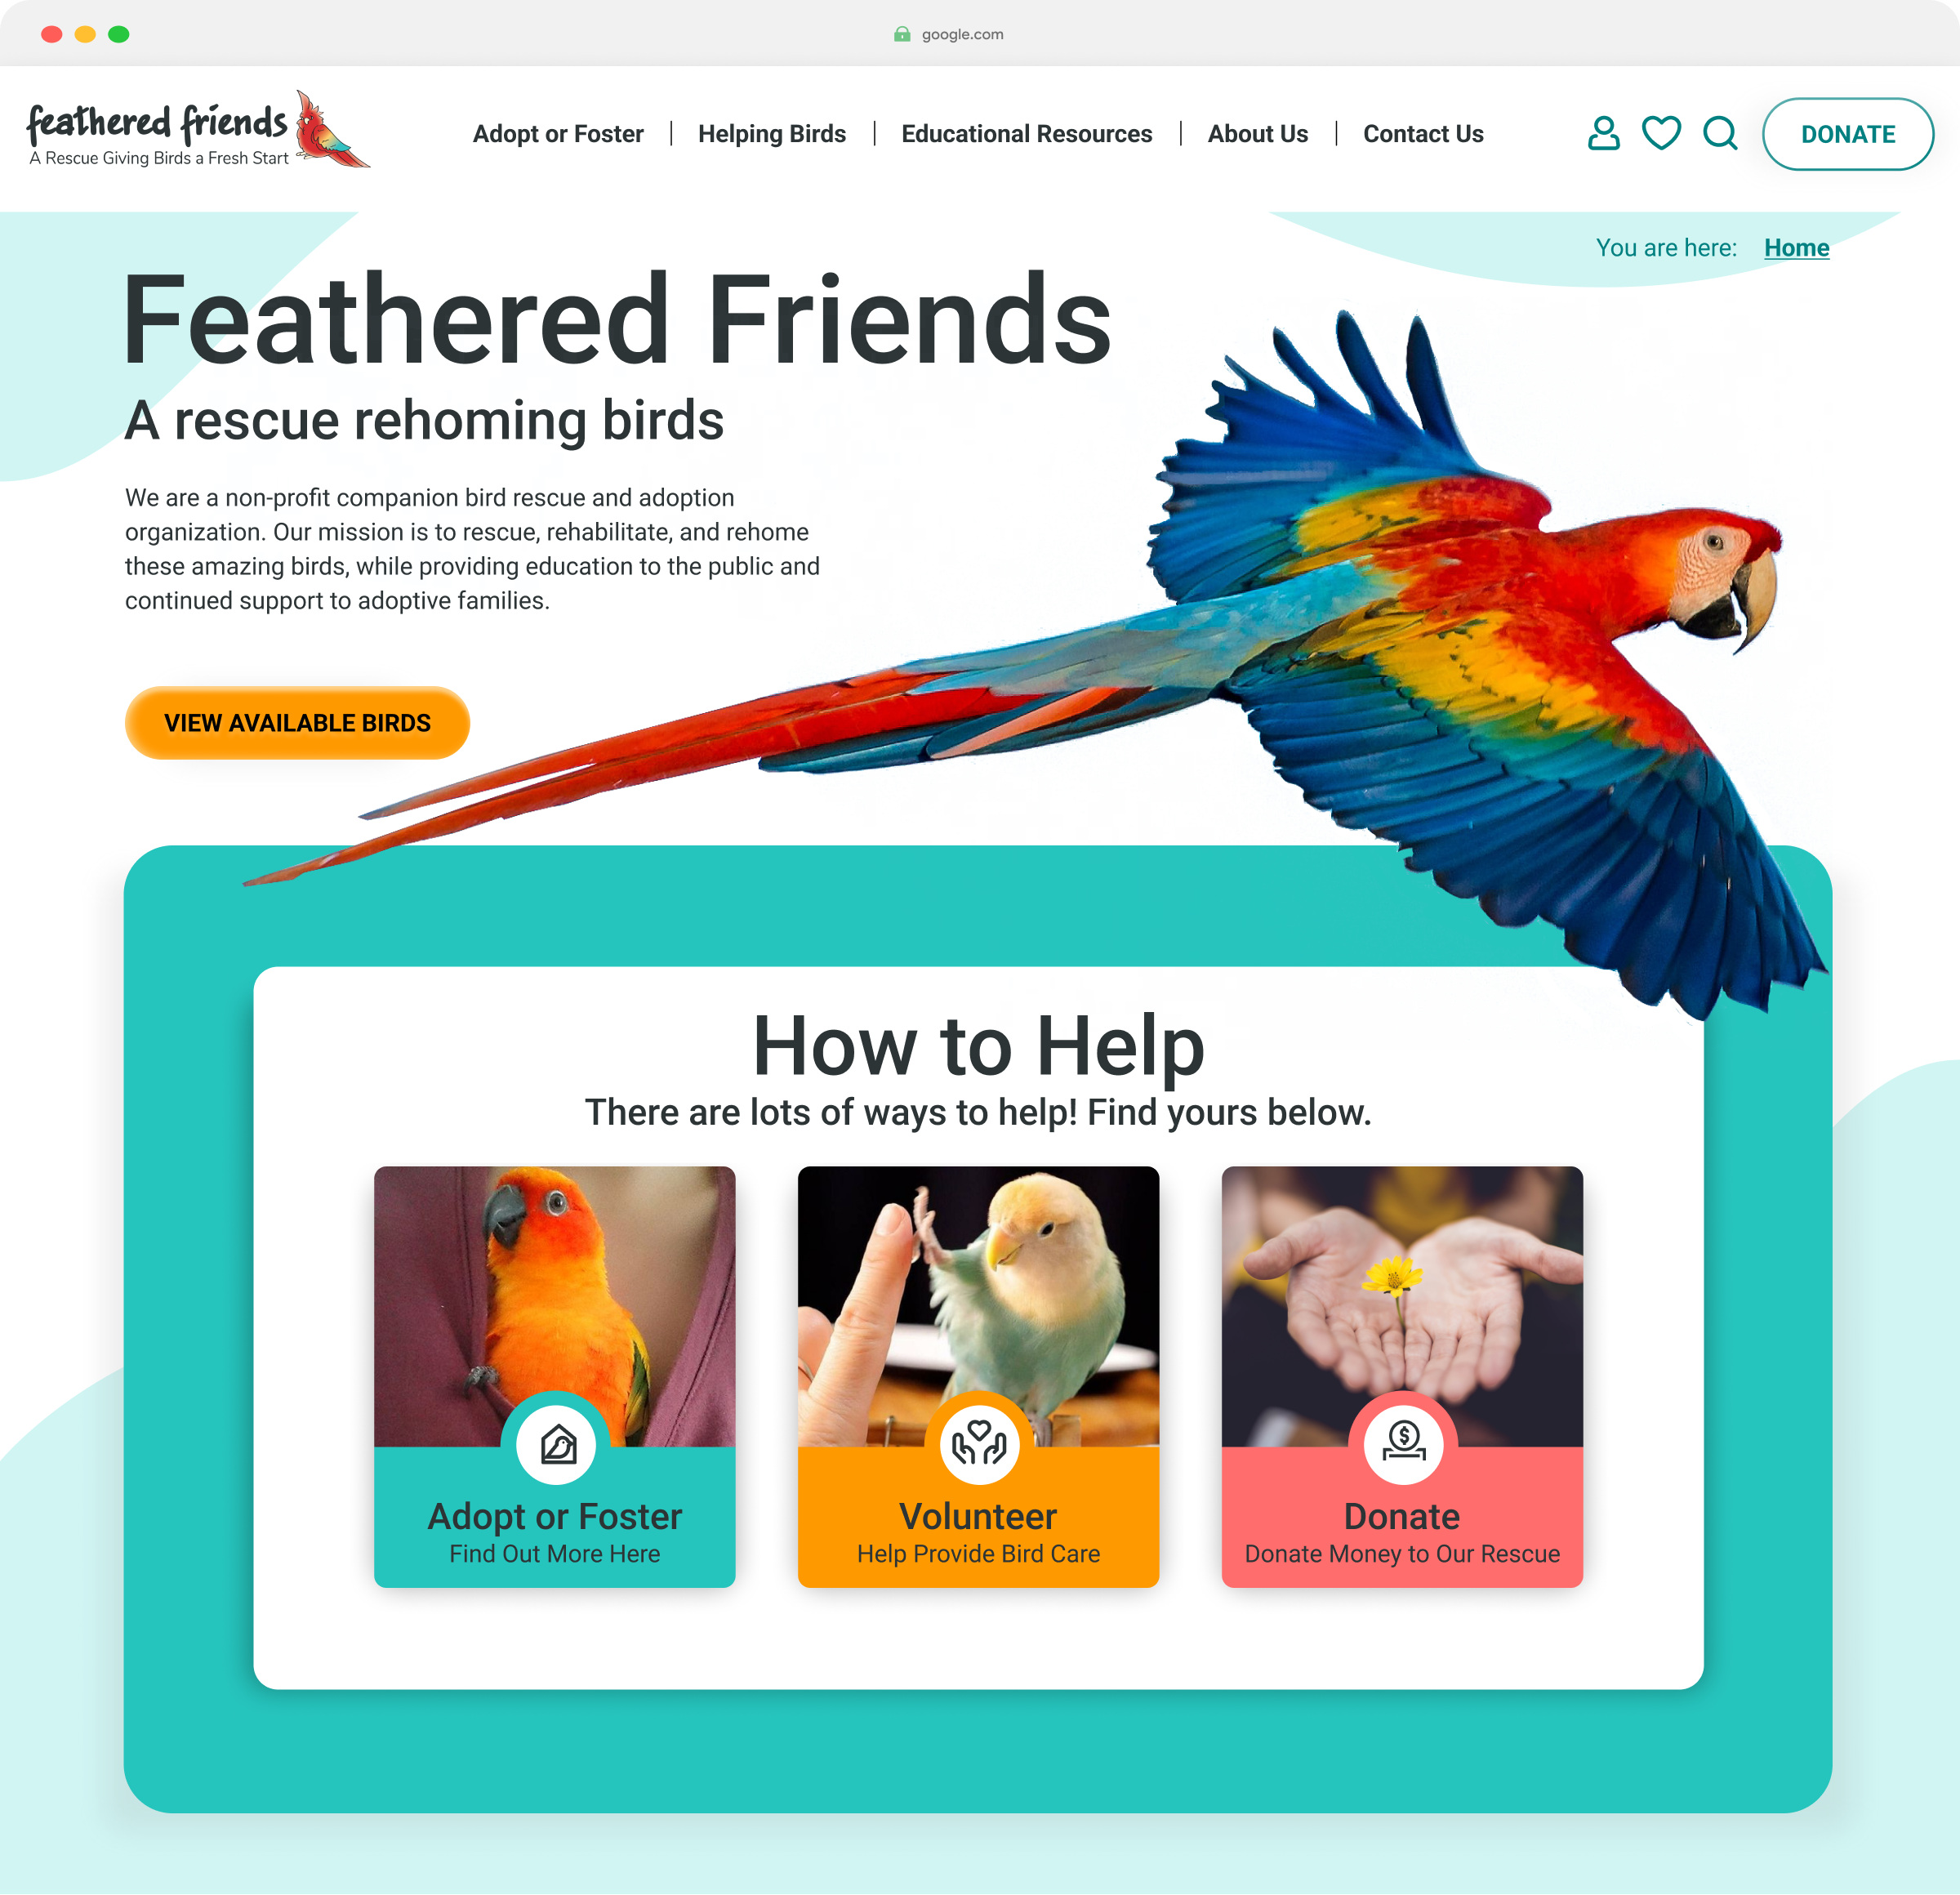 google.com
feathered friends
A Rescue Giving Birds a Fresh Start
Adopt or Foster | Helping Birds | Educational Resources | About Us | Contact Us
DONATE
You are here: Home
Feathered Friends
A rescue rehoming birds
We are a non-profit companion bird rescue and adoption
organization. Our mission is to rescue, rehabilitate, and rehome
these amazing birds, while providing education to the public and
continued support to adoptive families.
VIEW AVAILABLE BIRDS
How to Help
There are lots of ways to help! Find yours below.
$
Adopt or Foster
Find Out More Here
Volunteer
Help Provide Bird Care
Donate
Donate Money to Our Rescue